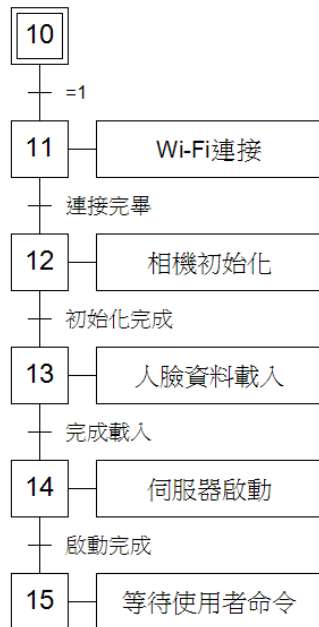 10
=1
11 Wi-Fi連接
連接完畢
12 相機初始化
初始化完成
13 人臉資料載入
完成載入
14 伺服器啟動
啟動完成
15 等待使用者命令